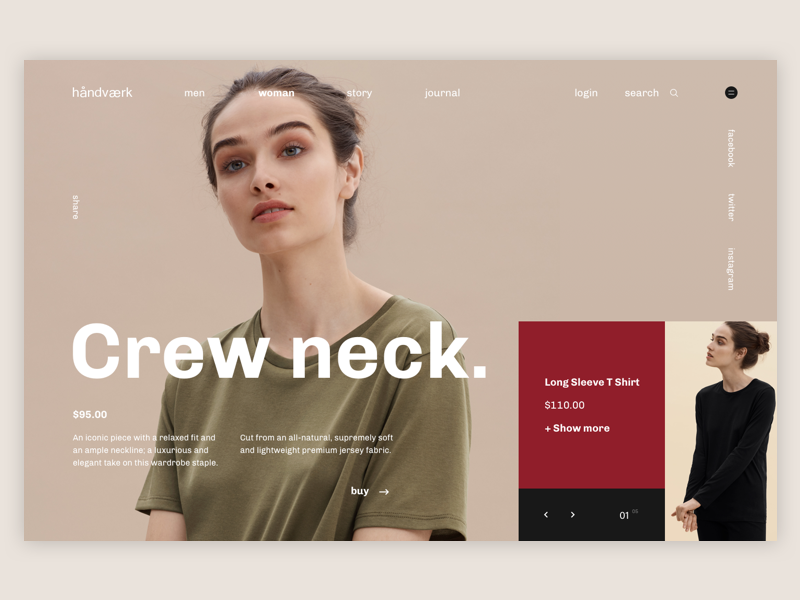 håndværk men woman story journal login search
facebook
twitter
instagram
share
Crew neck.
$95.00
An iconic piece with a relaxed fit and
an ample neckline; a luxurious and
elegant take on this wardrobe staple.
Cut from an all-natural, supremely soft
and lightweight premium jersey fabric.
buy →
Long Sleeve T Shirt
$110.00
+ Show more
01